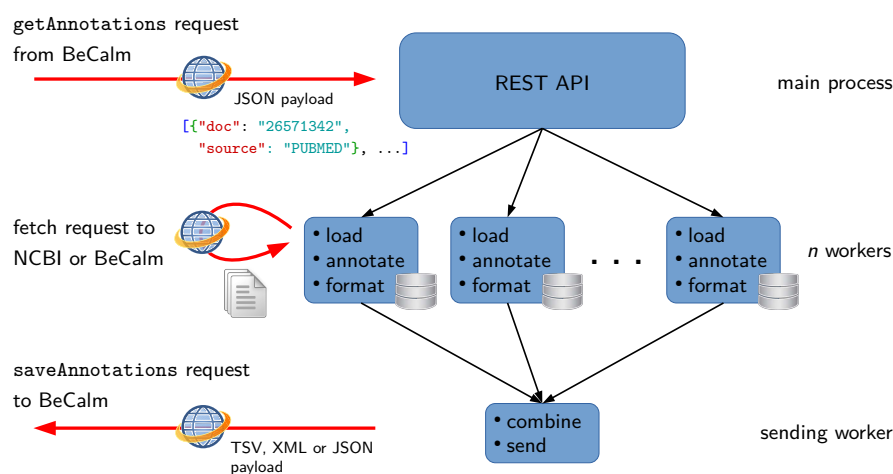 getAnnotations request
from BeCalm
JSON payload
[{"doc": "26571342",
"source": "PUBMED"}, ...]
REST API
main process
fetch request to
NCBI or BeCalm
• load
• annotate
• format
• load
• annotate
• format
. . .
• load
• annotate
• format
n workers
saveAnnotations request
to BeCalm
TSV, XML or JSON
payload
• combine
• send
sending worker